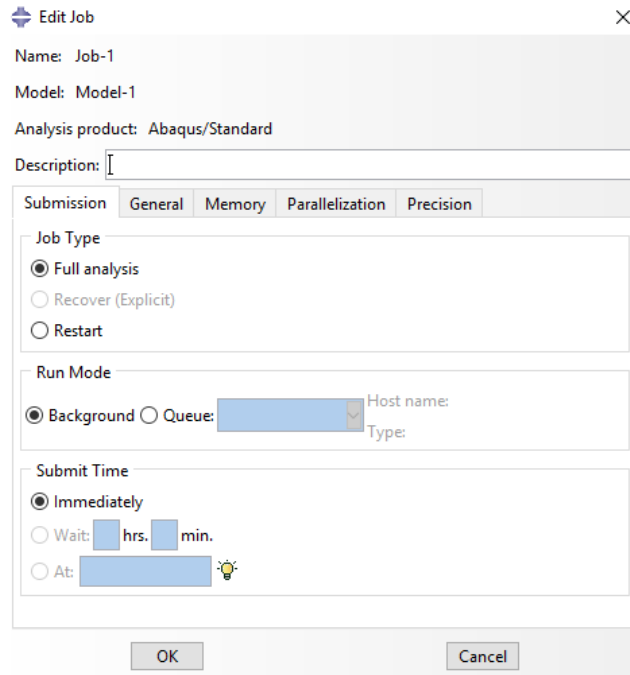 Edit Job
Name: Job-1
Model: Model-1
Analysis product: Abaqus/Standard
Description:
Submission General Memory Parallelization Precision
Job Type
Full analysis
Recover (Explicit)
Restart
Run Mode
Background Queue: Host name:
Type:
Submit Time
Immediately
Wait: hrs. min.
At:
OK Cancel